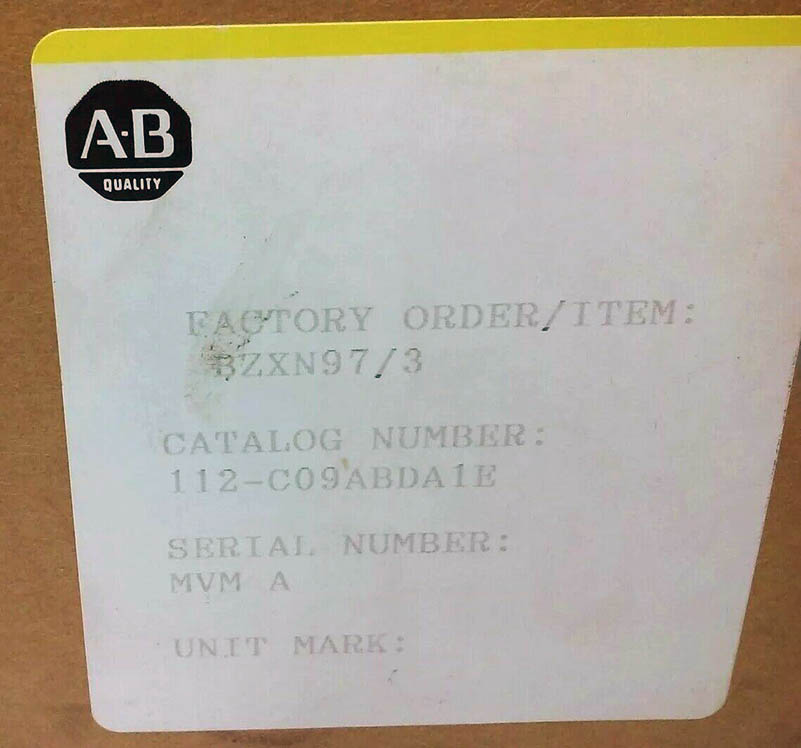 A·B
QUALITY
FACTORY ORDER/ITEM:
BZXN97/3
CATALOG NUMBER:
112-C09ABDA1E
SERIAL NUMBER:
MVM A
UNIT MARK: